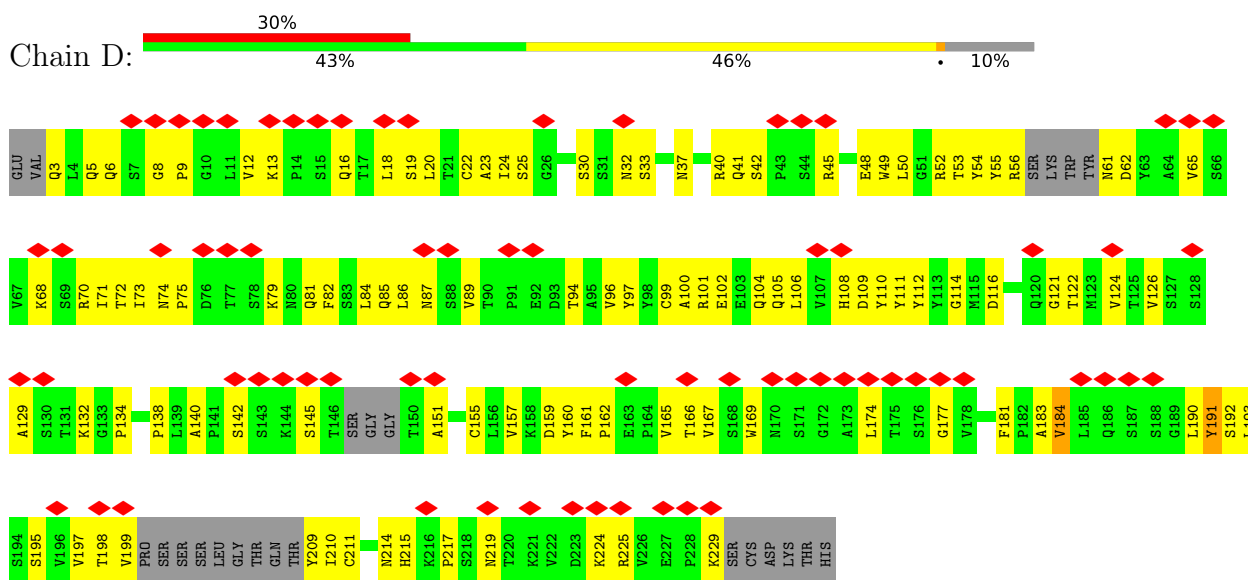 30%
Chain D:
43% 46% • 10%
GLU VAL Q3 L4 Q5 Q6 S7 G8 P9 G10 L11 V12 K13 P14 S15 Q16 T17 L18 S19 L20 T21 C22 A23 I24 S25 G26 S30 S31 N32 S33 N37 R40 Q41 S42 P43 S44 R45 E48 W49 L50 G51 R52 T53 Y54 Y55 R56 SER LYS TRP TYR N61 D62 Y63 A64 V65 S66
V67 K68 S69 R70 I71 T72 I73 N74 P75 D76 T77 S78 K79 N80 Q81 F82 S83 L84 Q85 L86 N87 S88 V89 T90 P91 E92 D93 T94 A95 V96 Y97 Y98 C99 A100 R101 E102 E103 Q104 Q105 L106 V107 H108 D109 Y110 Y111 Y112 Y113 G114 M115 D116 Q120 G121 T122 M123 V124 T125 V126 S127 S128
A129 S130 T131 K132 G133 P134 P138 L139 A140 P141 S142 S143 K144 S145 T146 SER GLY GLY T150 A151 C155 L156 V157 K158 D159 Y160 F161 P162 E163 P164 V165 T166 V167 S168 W169 N170 S171 G172 A173 L174 T175 S176 G177 V178 F181 P182 A183 V184 L185 Q186 S187 S188 G189 L190 Y191 S192 L193
S194 S195 V196 V197 T198 V199 PRO SER SER SER LEU GLY THR GLN THR Y209 I210 C211 N214 H215 K216 P217 S218 N219 T220 K221 V222 D223 K224 R225 V226 E227 P228 K229 SER CYS ASP LYS THR HIS